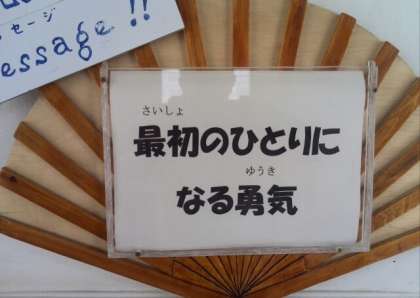 セージ
essage !!
さいしょ
最初のひとりに
ゆうき
なる勇気